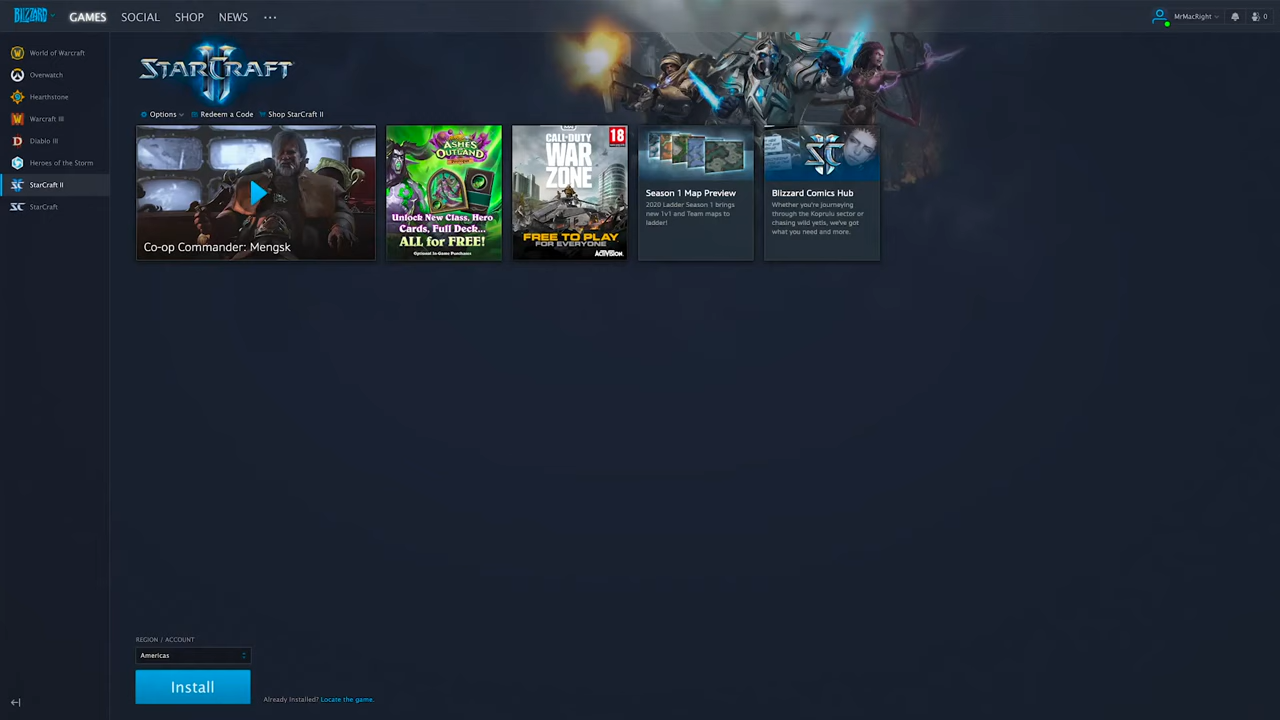 BLIZZARD
GAMES
SOCIAL
SHOP
NEWS
MrMacRight
0
World of Warcraft
Overwatch
Hearthstone
Warcraft III
Diablo III
Heroes of the Storm
StarCraft II
StarCraft
STARCRAFT
II
Options
Redeem a Code
Shop StarCraft II
Co-op Commander: Mengsk
ASHES
OUTLAND
Unlock New Class, Hero
Cards, Full Deck...
ALL for FREE!
Optional In-Game Purchases
CALL OF DUTY
WAR
ZONE
18
FREE TO PLAY
FOR EVERYONE
ACTIVISION
Season 1 Map Preview
2020 Ladder Season 1 brings
new 1v1 and Team maps to
ladder!
SC
Blizzard Comics Hub
Whether you're journeying
through the Koprulu sector or
chasing wild yetis, we've got
what you need and more.
REGION / ACCOUNT
Americas
Install
Already Installed? Locate the game.